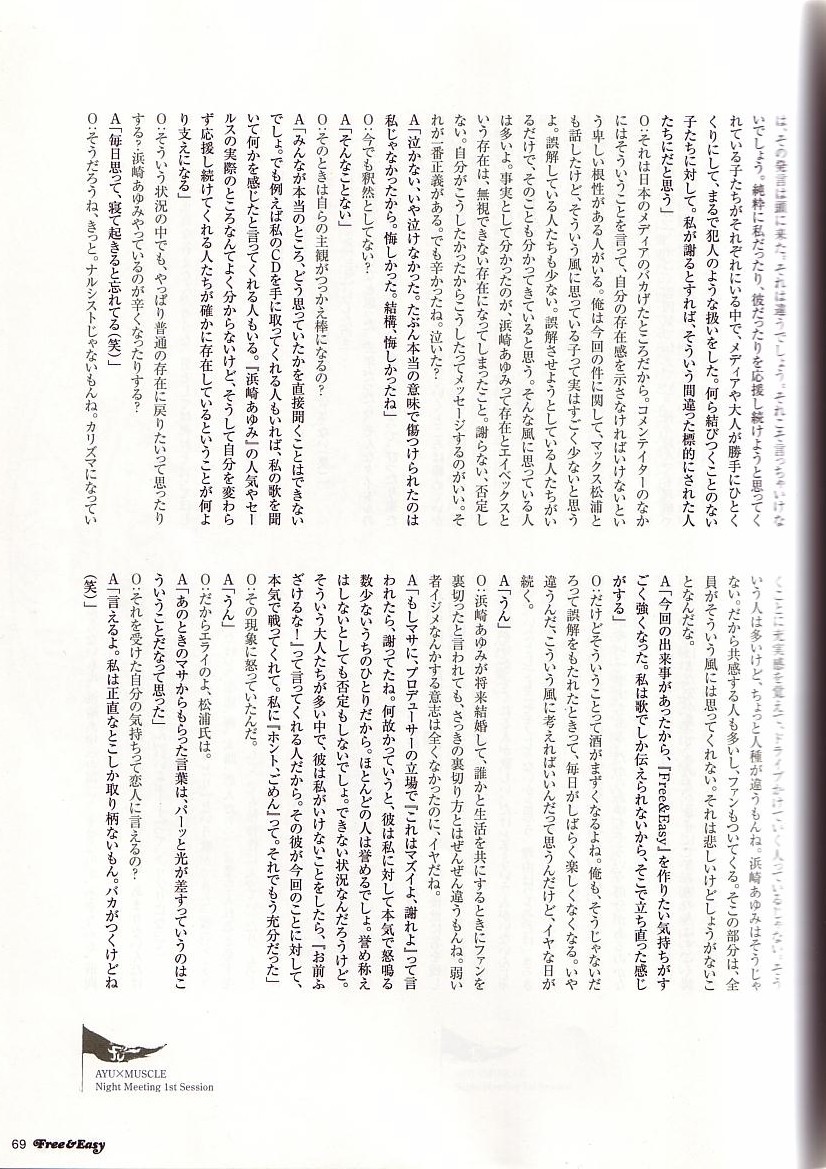 は、その発言は頭に来た。それは違うでしょう。それこそ言っちゃいけな
いでしょう。純粋に私だったり、彼だったりを応援し続けようと思ってく
れている子たちがそれぞれにいる中で、メディアや大人が勝手にひとく
くりにして、まるで犯人のような扱いをした。何ら結びつくことのない
子たちに対して。私が謝るとすれば、そういう間違った標的にされた人
たちにだと思う」
O:それは日本のメディアのバカげたところだから。コメンテイターのなか
にはそういうことを言って、自分の存在感を示さなければいけないとい
う卑しい根性がある人がいる。俺は今回の件に関して、マックス松浦と
も話したけど、そういう風に思っている子って実はすごく少ないと思う
よ。誤解している人たちも少ない。誤解させようとしている人たちがい
るだけで、そのことも分かってきていると思う。そんな風に思っている人
は多いよ。事実として分かったのが、浜崎あゆみって存在とエイベックスと
いう存在は、無視できない存在になってしまったこと。謝らない、否定し
ない。自分がこうしたかったからこうしたってメッセージするのがいい。そ
れが一番正義がある。でも辛かったね。泣いた?
A「泣かない、いや泣けなかった。たぶん本当の意味で傷つけられたのは
私じゃなかったから。悔しかった。結構、悔しかったね」
O:今でも釈然としてない?
A「そんなことない」
O:そのときは自らの主観がつかえ棒になるの?
A「みんなが本当のところ、どう思っていたかを直接聞くことはできない
でしょ。でも例えば私のCDを手に取ってくれる人もいれば、私の歌を聞
いて何かを感じたと言ってくれる人もいる。『浜崎あゆみ』の人気やセー
ルスの実際のところなんてよく分からないけど、そうして自分を変わら
ず応援し続けてくれる人たちが確かに存在しているということが何よ
り支えになる」
O:そういう状況の中でも、やっぱり普通の存在に戻りたいって思ったり
する?浜崎あゆみやっているのが辛くなったりする?
A「毎日思って、寝て起きると忘れてる(笑)」
O:そうだろうね、きっと。ナルシストじゃないもんね。カリズマになってい
くことに充実感を覚えて、ドライブかけていく人っているじゃない。そう
いう人は多いけど、ちょっと人種が違うもんね。浜崎あゆみはそうじゃ
ない。だから共感する人も多いし、ファンもついてくる。そこの部分は、全
員がそういう風には思ってくれない。それは悲しいけどしょうがないこ
となんだな。
A「今回の出来事があったから、『Free&Easy』を作りたい気持ちがす
ごく強くなった。私は歌でしか伝えられないから、そこで立ち直った感じ
がする」
O:だけどそういうことって酒がまずくなるよね。俺も、そうじゃないだ
ろって誤解をもたれたときって、毎日がしばらく楽しくなくなる。いや
違うんだ、こういう風に考えればいいんだって思うんだけど、イヤな日が
続く。
A「うん」
O:浜崎あゆみが将来結婚して、誰かと生活を共にするときにファンを
裏切ったと言われても、さっきの裏切り方とはぜんぜん違うもんね。弱い
者イジメなんかする意志は全くなかったのに、イヤだね。
A「もしマサに、プロデューサーの立場で『これはマズイよ、謝れよ』って言
われたら、謝ってたね。何故かっていうと、彼は私に対して本気で怒鳴る
数少ないうちのひとりだから。ほとんどの人は誉めるでしょ。誉め称え
はしないとしても否定もしないでしょ。できない状況なんだろうけど。
そういう大人たちが多い中で、彼は私がいけないことをしたら、『お前ふ
ざけるな!』って言ってくれる人だから。その彼が今回のことに対して、
本気で戦ってくれて。私に『ホント、ごめん』って。それでもう充分だった」
O:その現象に怒っていたんだ。
A「うん」
O:だからエライのよ、松浦氏は。
A「あのときのマサからもらった言葉は、パーッと光が差すっていうのはこ
ういうことだなって思った」
O:それを受けた自分の気持ちって恋人に言えるの?
A「言えるよ。私は正直なとこしか取り柄ないもん。バカがつくけどね
(笑)」
AYU×MUSCLE
Night Meeting 1st Session
69 Free&Easy